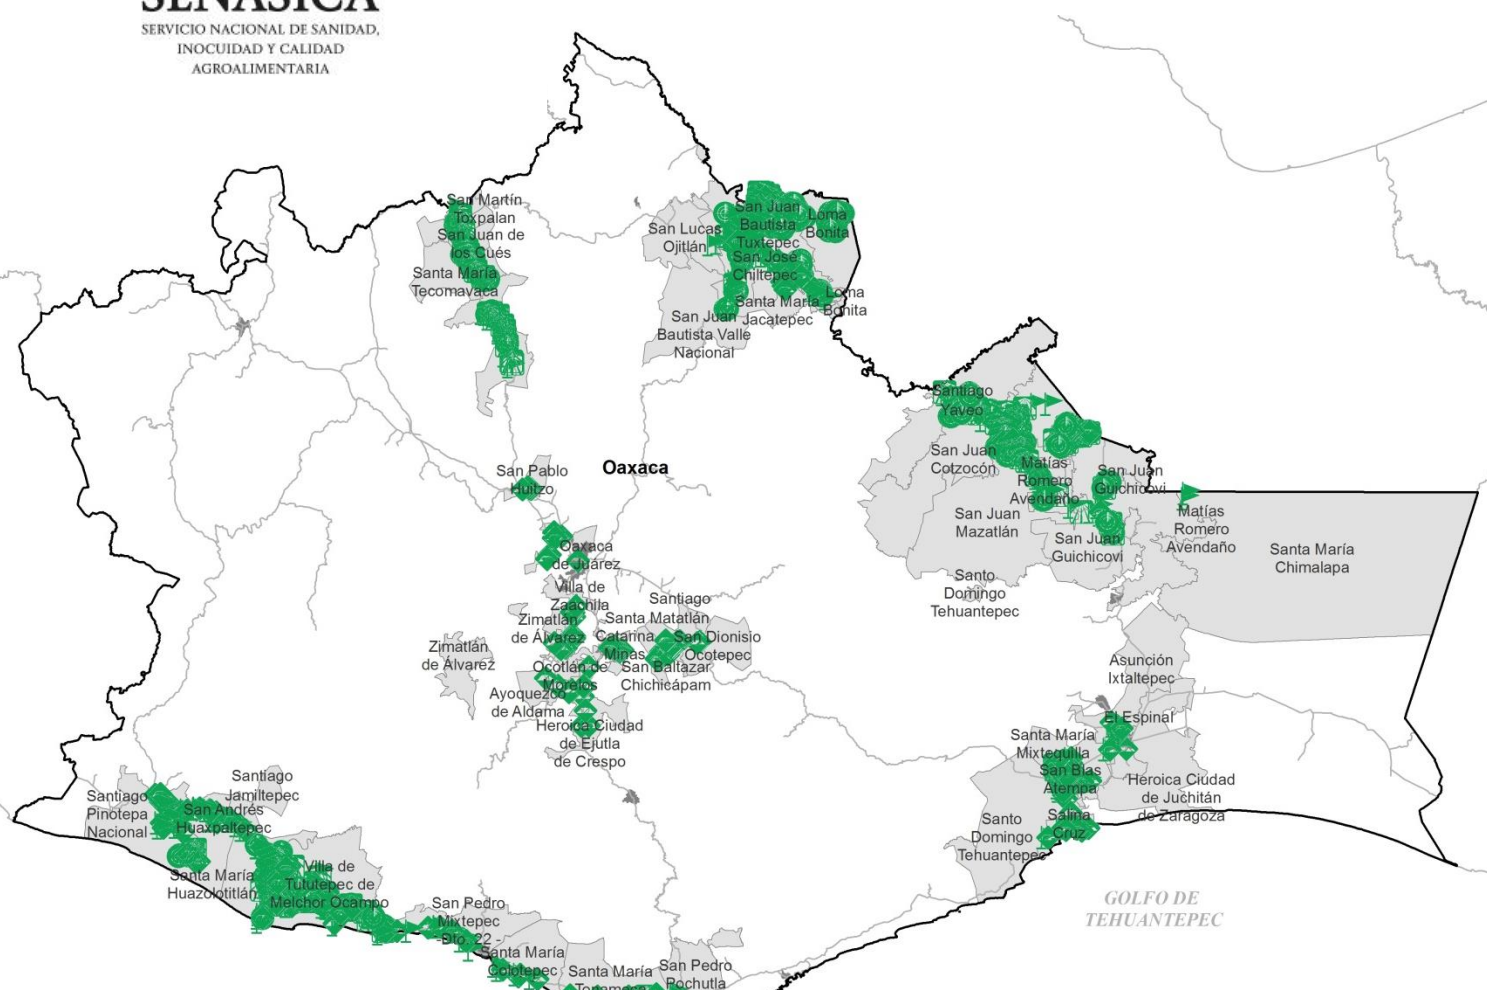 SENASICA
SERVICIO NACIONAL DE SANIDAD,
INOCUIDAD Y CALIDAD
AGROALIMENTARIA
San Martín
Toxpalan
San Juan de
los Cués
Santa María
Tecomavaca
San Lucas
Ojitlán
San Juan
Bautista
Tuxtepec
Loma
Bonita
San José
Chiltepec
Santa María
Jacatepec
Loma
Bonita
San Juan
Bautista Valle
Nacional
Santiago
Yaveo
San Juan
Cotzocón
Matías
Romero
Avendaño
San Juan
Guichicovi
San Juan
Mazatlán
San Juan
Guichicovi
Matías
Romero
Avendaño
Santa María
Chimalapa
Santo
Domingo
Tehuantepec
San Pablo
Huitzo
Oaxaca
Oaxaca
de Juárez
Villa de
Zaachila
Zimatlán
de Álvarez
Santiago
Matatlán
Santa
Catarina
Minas
San Dionisio
Ocotepec
San Baltazar
Chichicápam
Zimatlán
de Álvarez
Ocotlán de
Morelos
Ayoquezco
de Aldama
Heroica Ciudad
de Ejutla
de Crespo
Asunción
Ixtaltepec
El Espinal
Santa María
Mixtequilla
San Blas
Atempa
Heroica Ciudad
de Juchitán
de Zaragoza
Salina
Cruz
Santo
Domingo
Tehuantepec
GOLFO DE
TEHUANTEPEC
Santiago
Jamiltepec
Santiago
Pinotepa
Nacional
San Andrés
Huaxpaltepec
Santa María
Huazolotitlán
Villa de
Tututepec de
Melchor Ocampo
San Pedro
Mixtepec
- Dto. 22 -
Santa María
Colotepec
Santa María
Tonameca
San Pedro
Pochutla